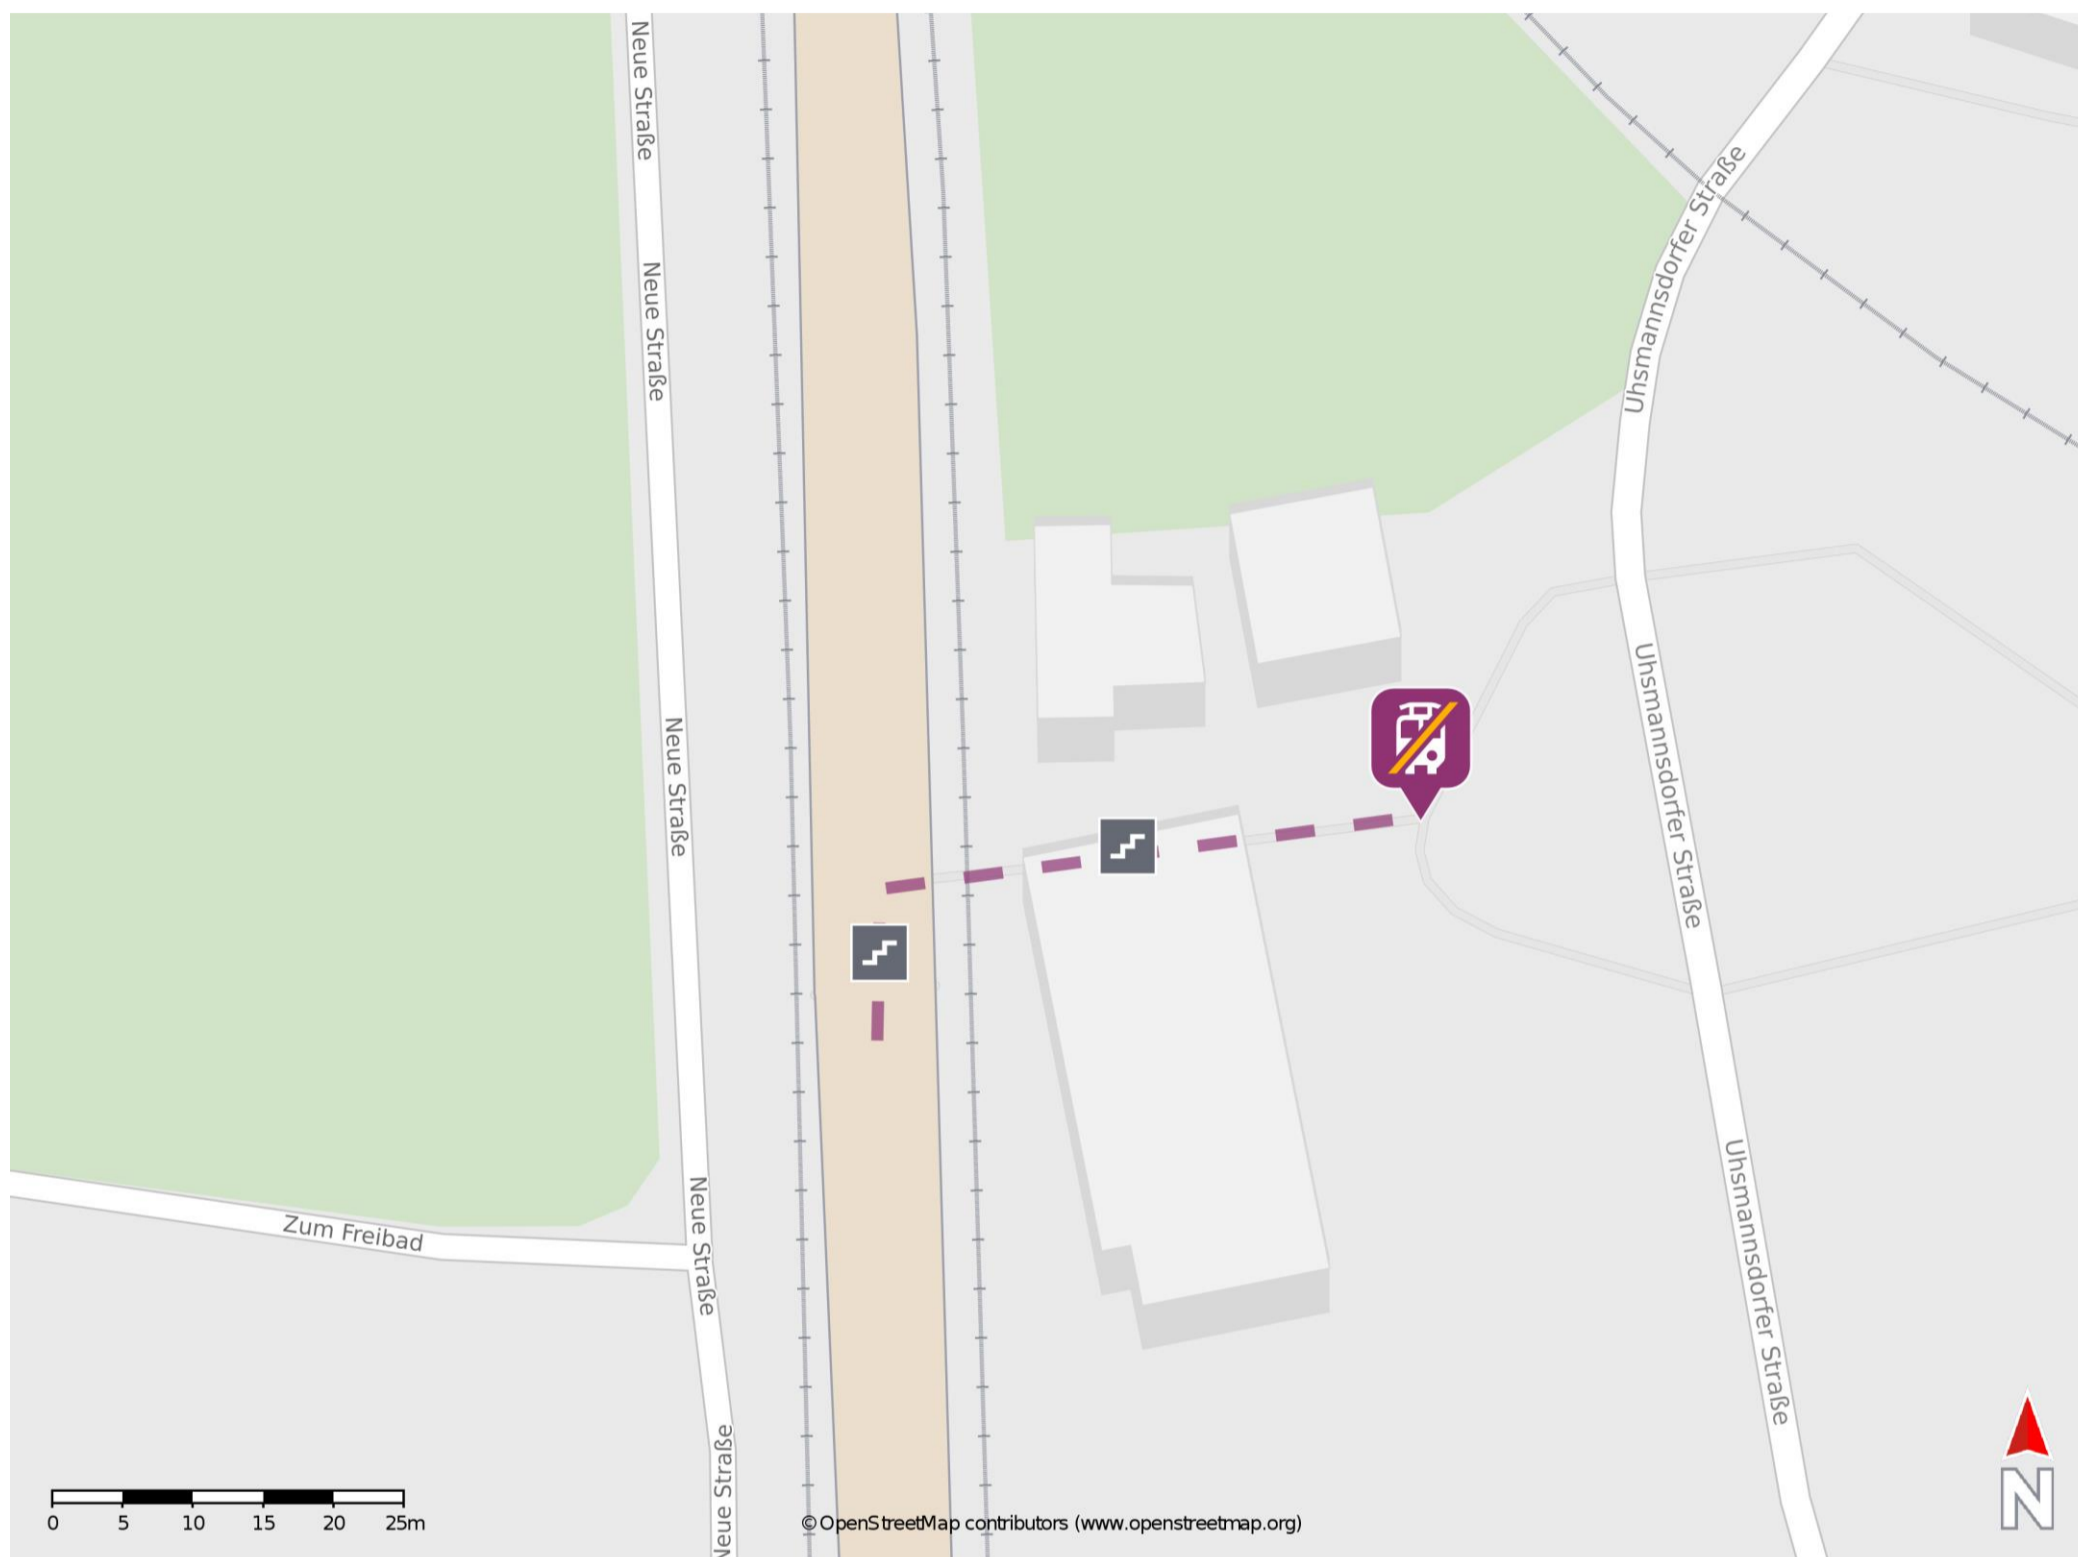 Neue Straße
Uhsmannsdorfer Straße
Neue Straße
Neue Straße
Uhsmannsdorfer Straße
Neue Straße
Zum Freibad
Uhsmannsdorfer Straße
Neue Straße
N
N
0 5 10 15 20 25m
© OpenStreetMap contributors (www.openstreetmap.org)